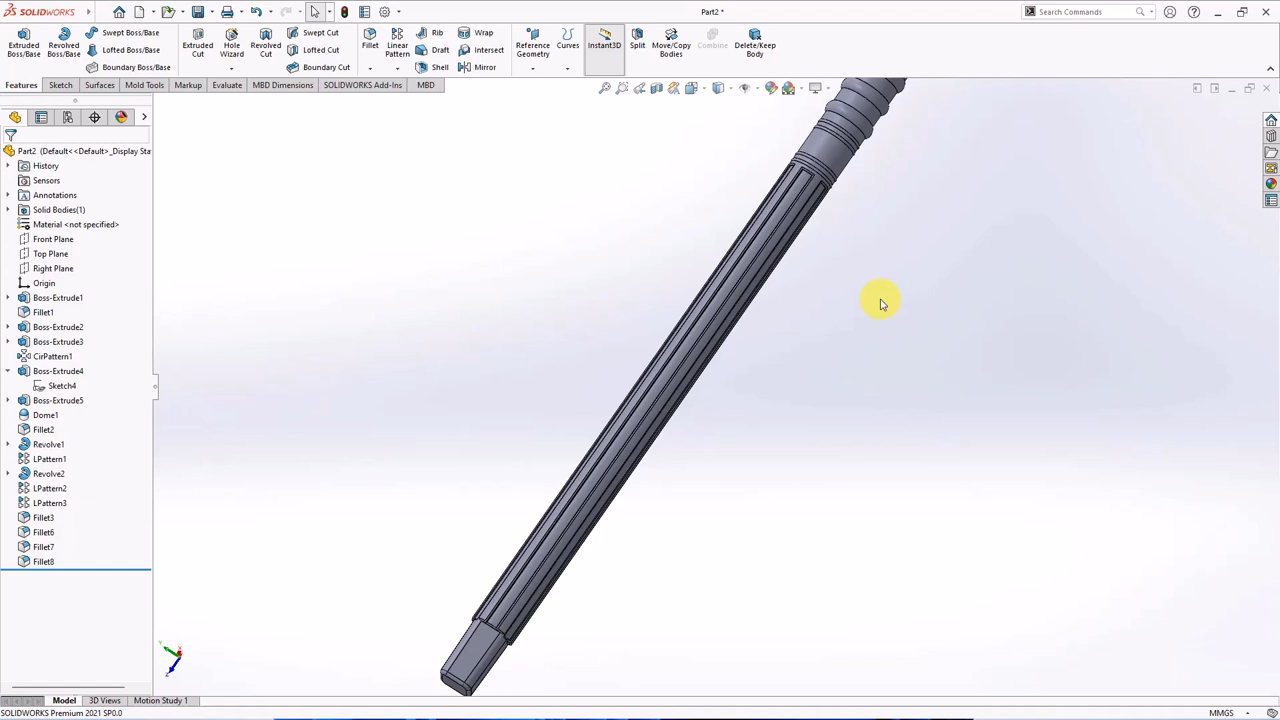 SOLIDWORKS
Part2 *
Search Commands
Extruded Boss/Base
Revolved Boss/Base
Swept Boss/Base
Lofted Boss/Base
Boundary Boss/Base
Extruded Cut
Hole Wizard
Revolved Cut
Swept Cut
Lofted Cut
Boundary Cut
Fillet
Linear Pattern
Rib
Draft
Shell
Wrap
Intersect
Mirror
Reference Geometry
Curves
Instant3D
Split
Move/Copy Bodies
Combine
Delete/Keep Body
Features
Sketch
Surfaces
Mold Tools
Markup
Evaluate
MBD Dimensions
SOLIDWORKS Add-Ins
MBD
Part2 (Default<<Default>_Display Sta
History
Sensors
Annotations
Solid Bodies(1)
Material <not specified>
Front Plane
Top Plane
Right Plane
Origin
Boss-Extrude1
Fillet1
Boss-Extrude2
Boss-Extrude3
CirPattern1
Boss-Extrude4
Sketch4
Boss-Extrude5
Dome1
Fillet2
Revolve1
LPattern1
Revolve2
LPattern2
LPattern3
Fillet3
Fillet6
Fillet7
Fillet8
Model
3D Views
Motion Study 1
SOLIDWORKS Premium 2021 SP0.0
MMGS